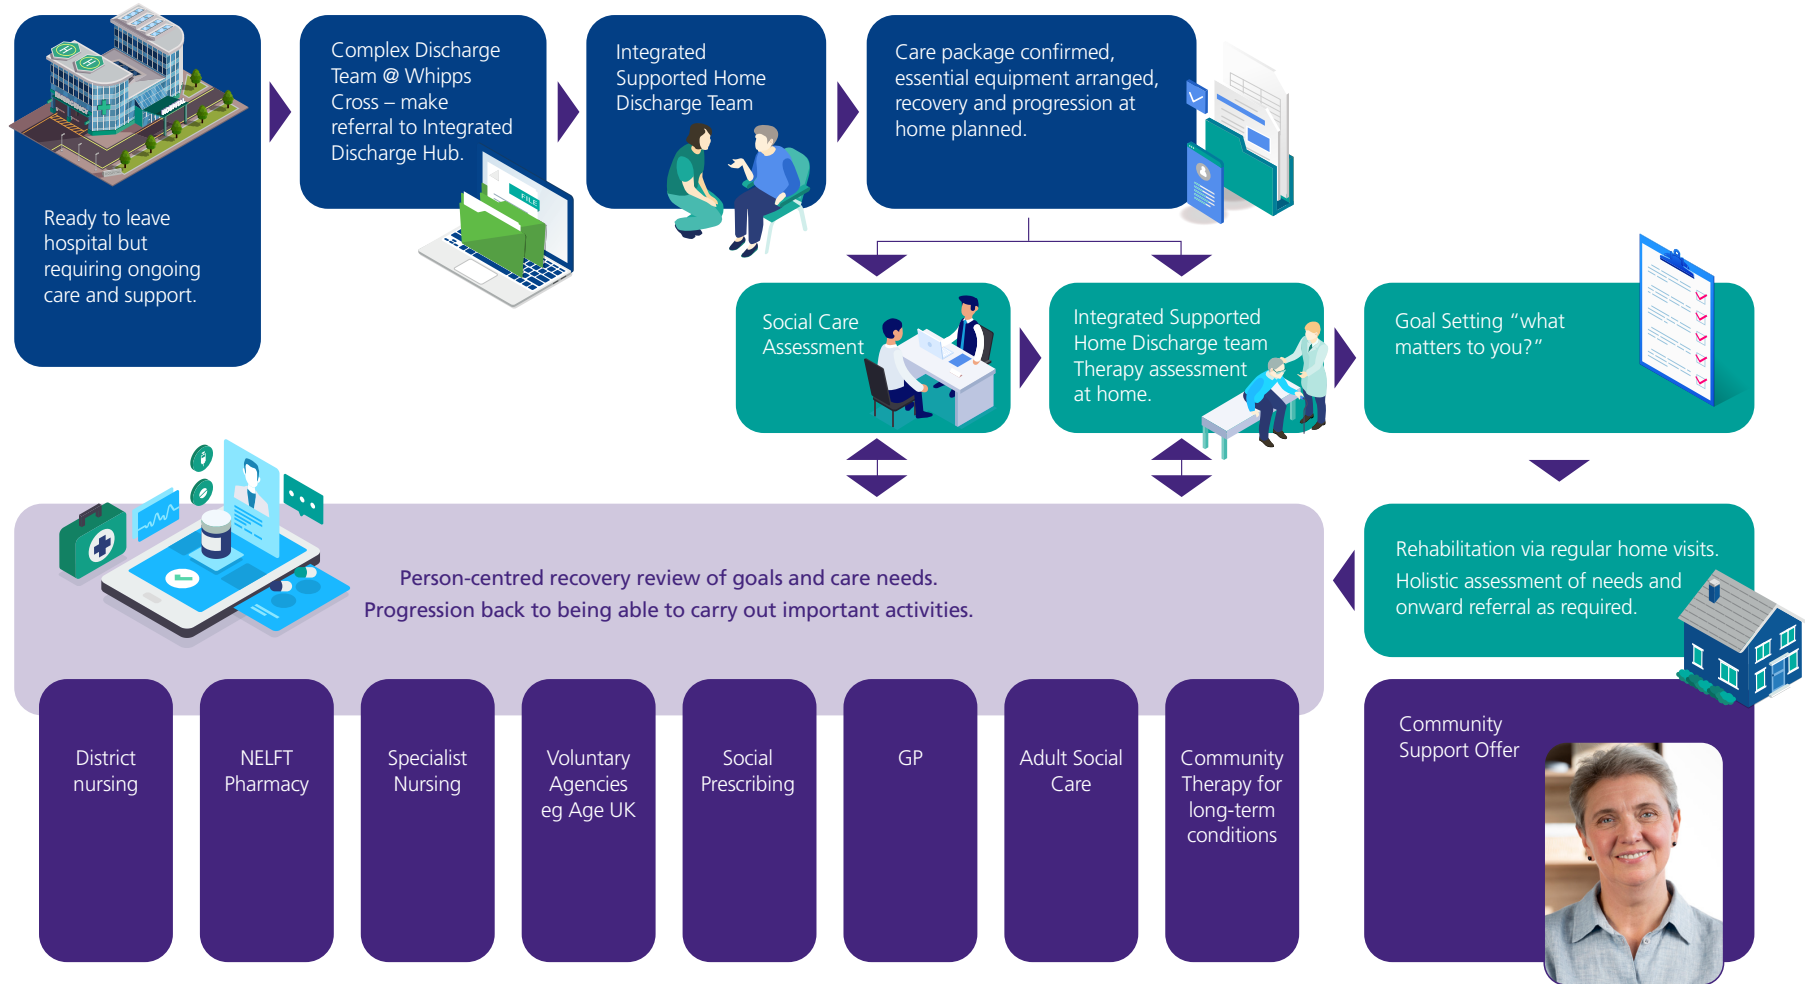 Ready to leave
hospital but
requiring ongoing
care and support.
Complex Discharge
Team @ Whipps
Cross – make
referral to Integrated
Discharge Hub.
FILE
Integrated
Supported Home
Discharge Team
Care package confirmed,
essential equipment arranged,
recovery and progression at
home planned.
Social Care
Assessment
Integrated Supported
Home Discharge team
Therapy assessment
at home.
Goal Setting “what
matters to you?”
Rehabilitation via regular home visits.
Holistic assessment of needs and
onward referral as required.
Person-centred recovery review of goals and care needs.
Progression back to being able to carry out important activities.
District
nursing
NELFT
Pharmacy
Specialist
Nursing
Voluntary
Agencies
eg Age UK
Social
Prescribing
GP
Adult Social
Care
Community
Therapy for
long-term
conditions
Community
Support Offer